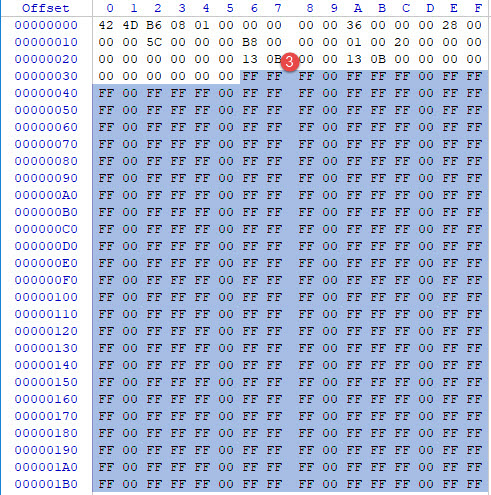 Offset 0 1 2 3 4 5 6 7 8 9 A B C D E F
00000000 42 4D B6 08 01 00 00 00 00 00 36 00 00 00 28 00
00000010 00 00 5C 00 00 00 B8 00 00 00 01 00 20 00 00 00
00000020 00 00 00 00 00 00 13 0B 3 00 00 13 0B 00 00 00 00
00000030 00 00 00 00 00 00 FF FF FF 00 FF FF FF 00 FF FF
00000040 FF 00 FF FF FF 00 FF FF FF 00 FF FF FF 00 FF FF
00000050 FF 00 FF FF FF 00 FF FF FF 00 FF FF FF 00 FF FF
00000060 FF 00 FF FF FF 00 FF FF FF 00 FF FF FF 00 FF FF
00000070 FF 00 FF FF FF 00 FF FF FF 00 FF FF FF 00 FF FF
00000080 FF 00 FF FF FF 00 FF FF FF 00 FF FF FF 00 FF FF
00000090 FF 00 FF FF FF 00 FF FF FF 00 FF FF FF 00 FF FF
000000A0 FF 00 FF FF FF 00 FF FF FF 00 FF FF FF 00 FF FF
000000B0 FF 00 FF FF FF 00 FF FF FF 00 FF FF FF 00 FF FF
000000C0 FF 00 FF FF FF 00 FF FF FF 00 FF FF FF 00 FF FF
000000D0 FF 00 FF FF FF 00 FF FF FF 00 FF FF FF 00 FF FF
000000E0 FF 00 FF FF FF 00 FF FF FF 00 FF FF FF 00 FF FF
000000F0 FF 00 FF FF FF 00 FF FF FF 00 FF FF FF 00 FF FF
00000100 FF 00 FF FF FF 00 FF FF FF 00 FF FF FF 00 FF FF
00000110 FF 00 FF FF FF 00 FF FF FF 00 FF FF FF 00 FF FF
00000120 FF 00 FF FF FF 00 FF FF FF 00 FF FF FF 00 FF FF
00000130 FF 00 FF FF FF 00 FF FF FF 00 FF FF FF 00 FF FF
00000140 FF 00 FF FF FF 00 FF FF FF 00 FF FF FF 00 FF FF
00000150 FF 00 FF FF FF 00 FF FF FF 00 FF FF FF 00 FF FF
00000160 FF 00 FF FF FF 00 FF FF FF 00 FF FF FF 00 FF FF
00000170 FF 00 FF FF FF 00 FF FF FF 00 FF FF FF 00 FF FF
00000180 FF 00 FF FF FF 00 FF FF FF 00 FF FF FF 00 FF FF
00000190 FF 00 FF FF FF 00 FF FF FF 00 FF FF FF 00 FF FF
000001A0 FF 00 FF FF FF 00 FF FF FF 00 FF FF FF 00 FF FF
000001B0 FF 00 FF FF FF 00 FF FF FF 00 FF FF FF 00 FF FF